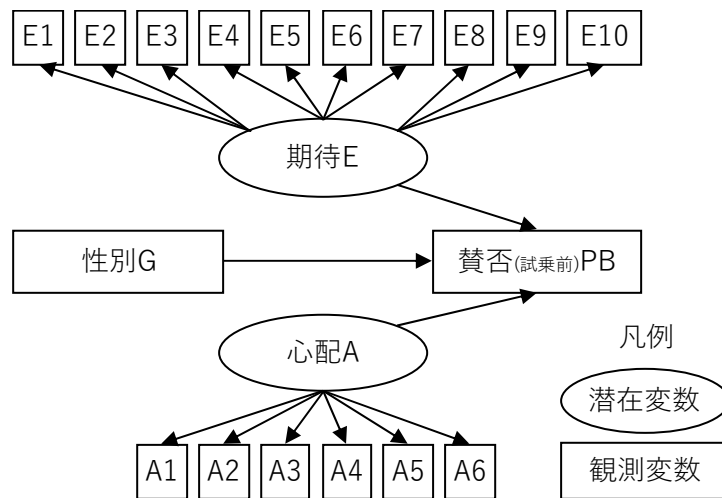 E1 E2 E3 E4 E5 E6 E7 E8 E9 E10
期待E
性別G 賛否(試乗前)PB
心配A
凡例
潜在変数
A1 A2 A3 A4 A5 A6
観測変数